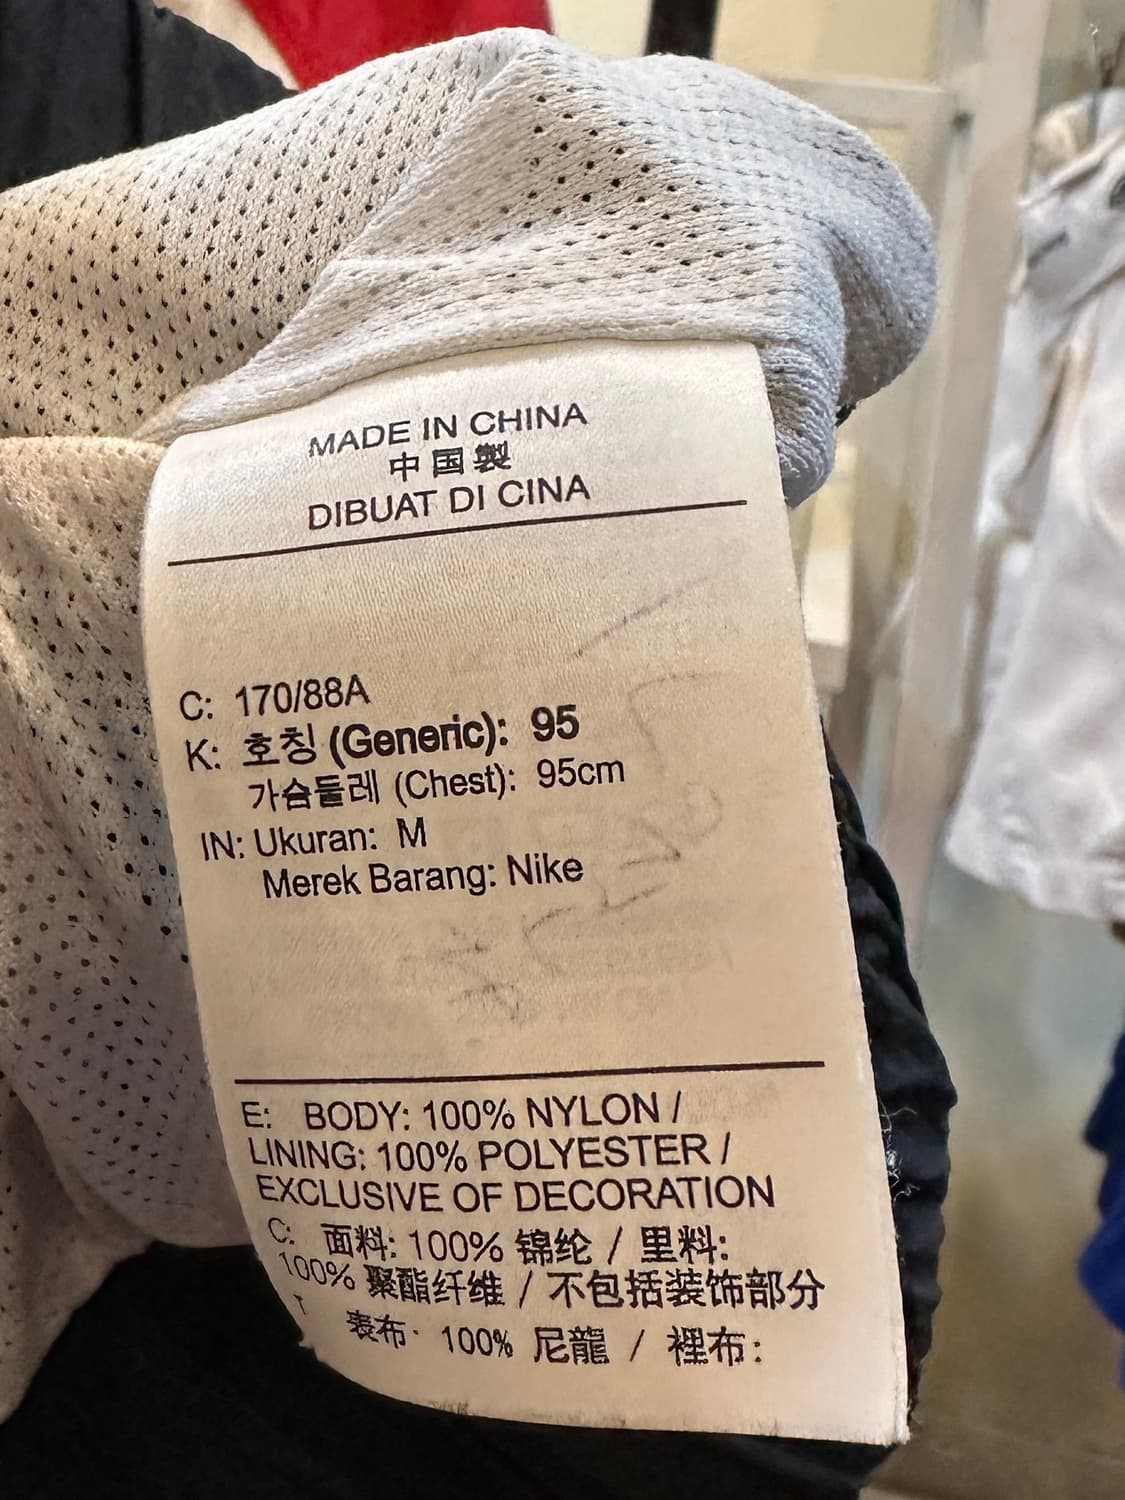 MADE IN CHINA
中国製
DIBUAT DI CINA
C: 170/88A
K: 호칭 (Generic): 95
가슴둘레 (Chest): 95cm
IN: Ukuran: M
Merek Barang: Nike
E: BODY: 100% NYLON /
LINING: 100% POLYESTER /
EXCLUSIVE OF DECORATION
C: 面料: 100% 锦纶 / 里料:
100% 聚酯纤维 / 不包括装饰部分
T 表布: 100% 尼龍 / 裡布: